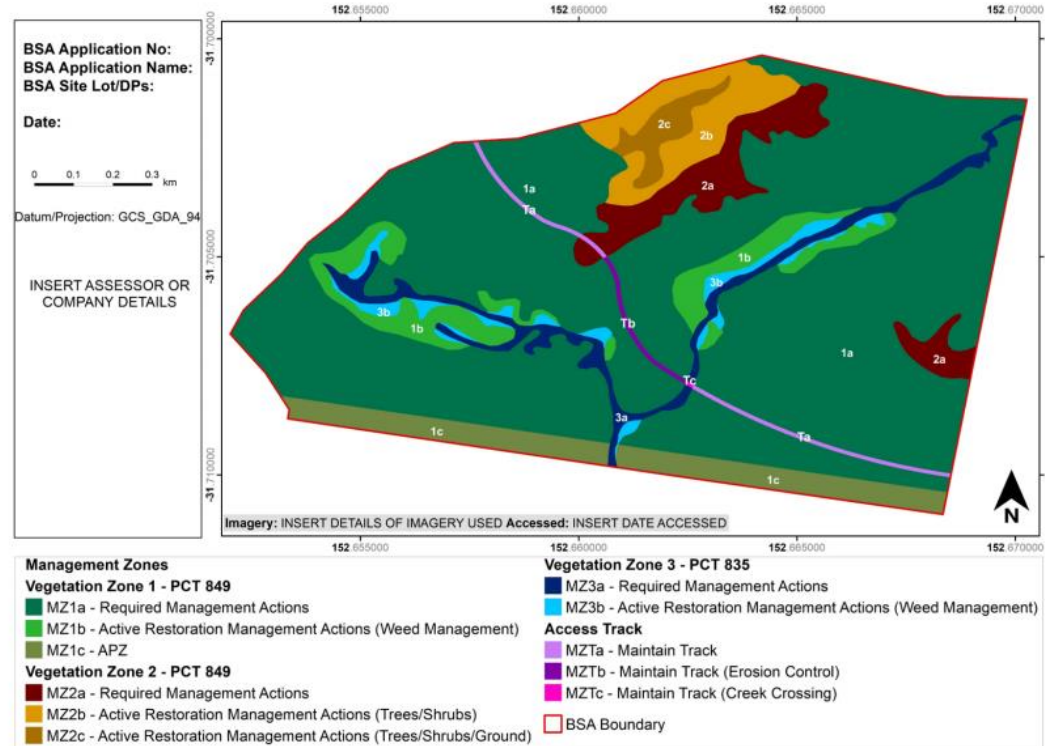 BSA Application No:
BSA Application Name:
BSA Site Lot/DPs:
Date:
0 0.1 0.2 0.3
km
Datum/Projection: GCS_GDA_94
INSERT ASSESSOR OR
COMPANY DETAILS
152.655000 152.660000 152.665000 152.670000
-31.700000
-31.705000
-31.710000
2c
2b
2a
1a
Ta
1b
3b
3b
1b
Tb
1a
2a
Tc
3a
Ta
1c
1c
N
Imagery: INSERT DETAILS OF IMAGERY USED Accessed: INSERT DATE ACCESSED
152.655000 152.660000 152.665000 152.670000
Management Zones
Vegetation Zone 1 - PCT 849
MZ1a - Required Management Actions
MZ1b - Active Restoration Management Actions (Weed Management)
MZ1c - APZ
Vegetation Zone 2 - PCT 849
MZ2a - Required Management Actions
MZ2b - Active Restoration Management Actions (Trees/Shrubs)
MZ2c - Active Restoration Management Actions (Trees/Shrubs/Ground)
Vegetation Zone 3 - PCT 835
MZ3a - Required Management Actions
MZ3b - Active Restoration Management Actions (Weed Management)
Access Track
MZTa - Maintain Track
MZTb - Maintain Track (Erosion Control)
MZTc - Maintain Track (Creek Crossing)
BSA Boundary